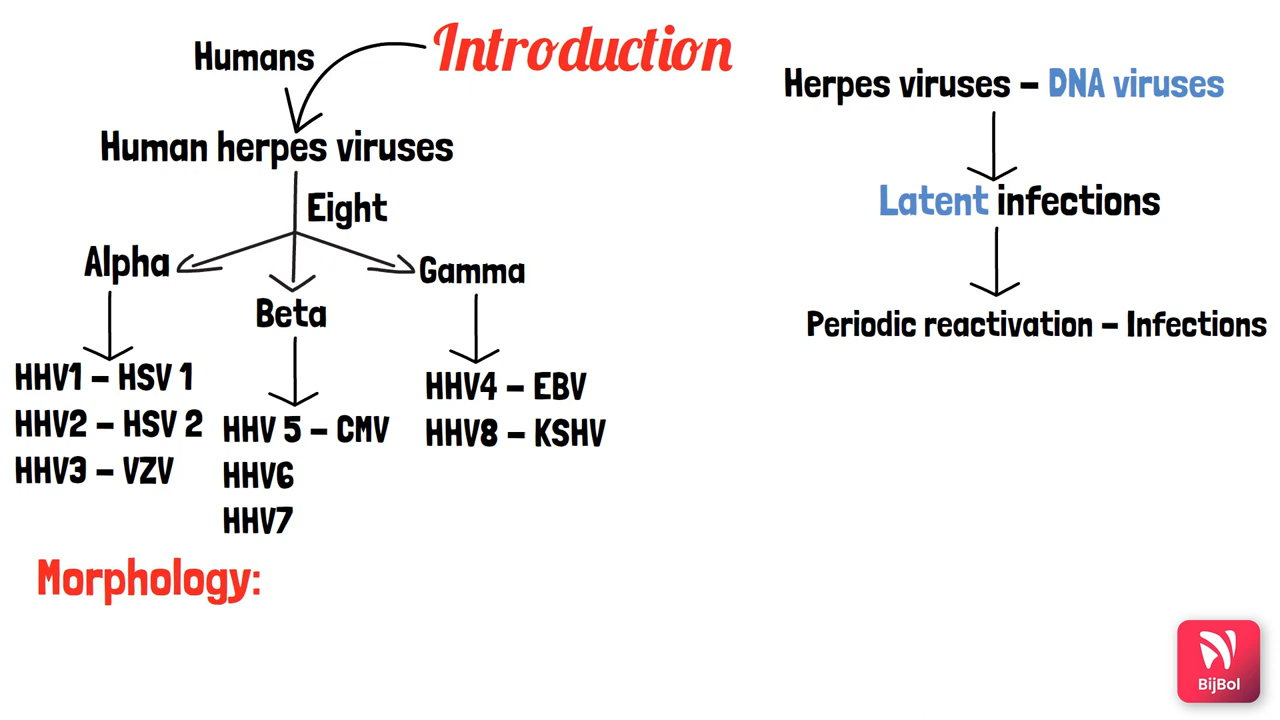 Introduction
Humans
Human herpes viruses
Eight
Alpha
Beta
Gamma
HHV1 – HSV 1
HHV2 – HSV 2
HHV3 – VZV
HHV 5 – CMV
HHV6
HHV7
HHV4 – EBV
HHV8 – KSHV
Herpes viruses – DNA viruses
Latent infections
Periodic reactivation – Infections
Morphology:
BijBol